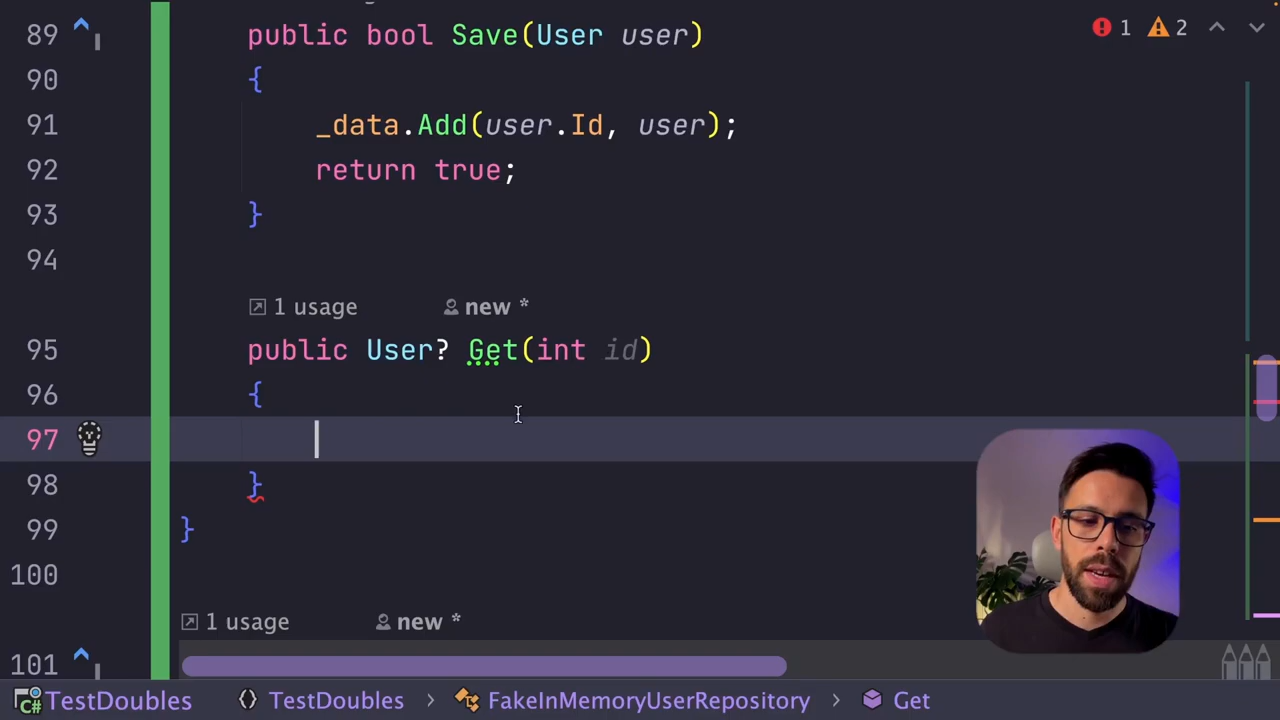 89 public bool Save(User user)
1 2
90 {
91 _data.Add(user.Id, user);
92 return true;
93 }
94
1 usage new *
95 public User? Get(int id)
96 {
97
98 }
99 }
100
1 usage new *
101
C# TestDoubles () TestDoubles › FakeInMemoryUserRepository › Get